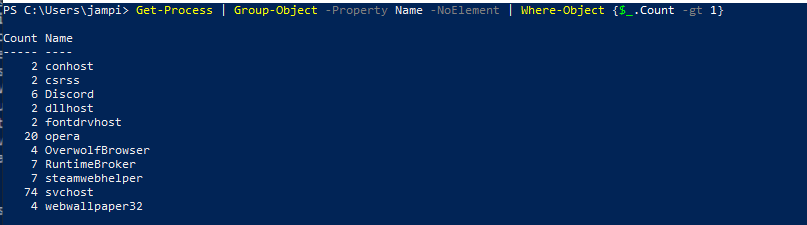 PS C:\Users\jampi> Get-Process | Group-Object -Property Name -NoElement | Where-Object {$_.Count -gt 1}
Count Name
----- ----
2 conhost
2 csrss
6 Discord
2 dllhost
2 fontdrvhost
20 opera
4 OverwolfBrowser
7 RuntimeBroker
7 steamwebhelper
74 svchost
4 webwallpaper32